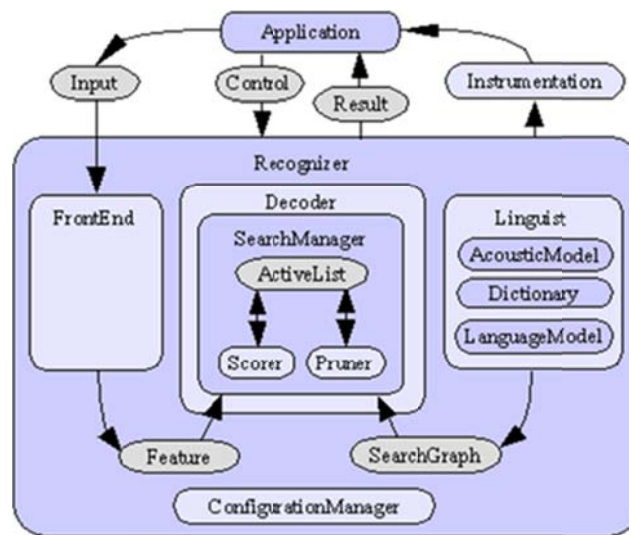 Application
Input
Control
Result
Instrumentation
Recognizer
FrontEnd
Decoder
SearchManager
ActiveList
Scorer
Pruner
Linguist
AcousticModel
Dictionary
LanguageModel
Feature
SearchGraph
ConfigurationManager